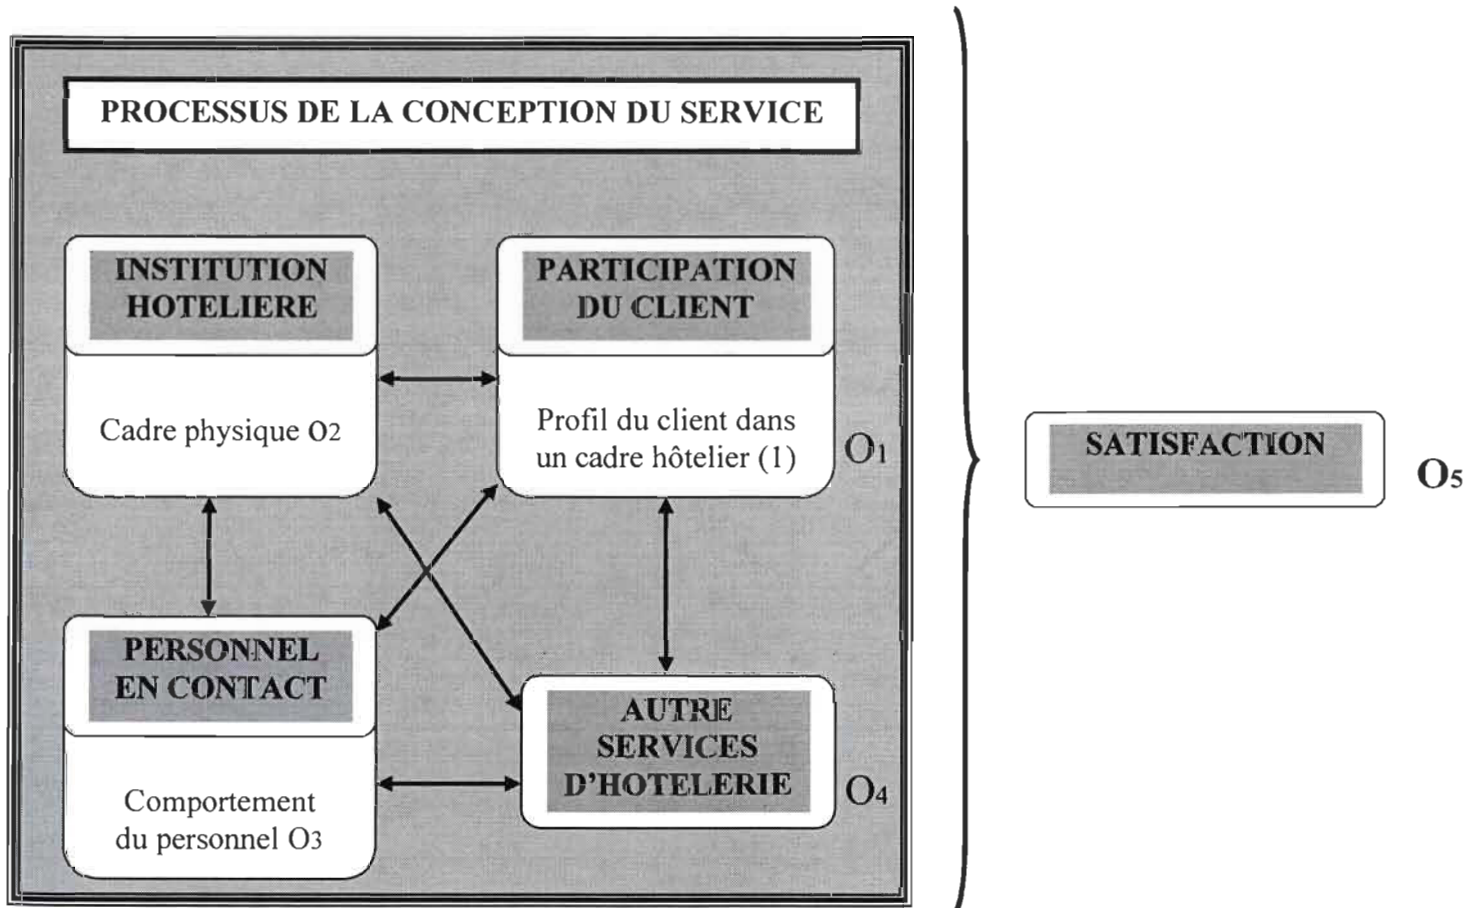 PROCESSUS DE LA CONCEPTION DU SERVICE
INSTITUTION
HOTELIERE
Cadre physique O2
PARTICIPATION
DU CLIENT
Profil du client dans
un cadre hôtelier (1)
O1
PERSONNEL
EN CONTACT
Comportement
du personnel O3
AUTRE
SERVICES
D'HOTELERIE
O4
SATISFACTION
O5